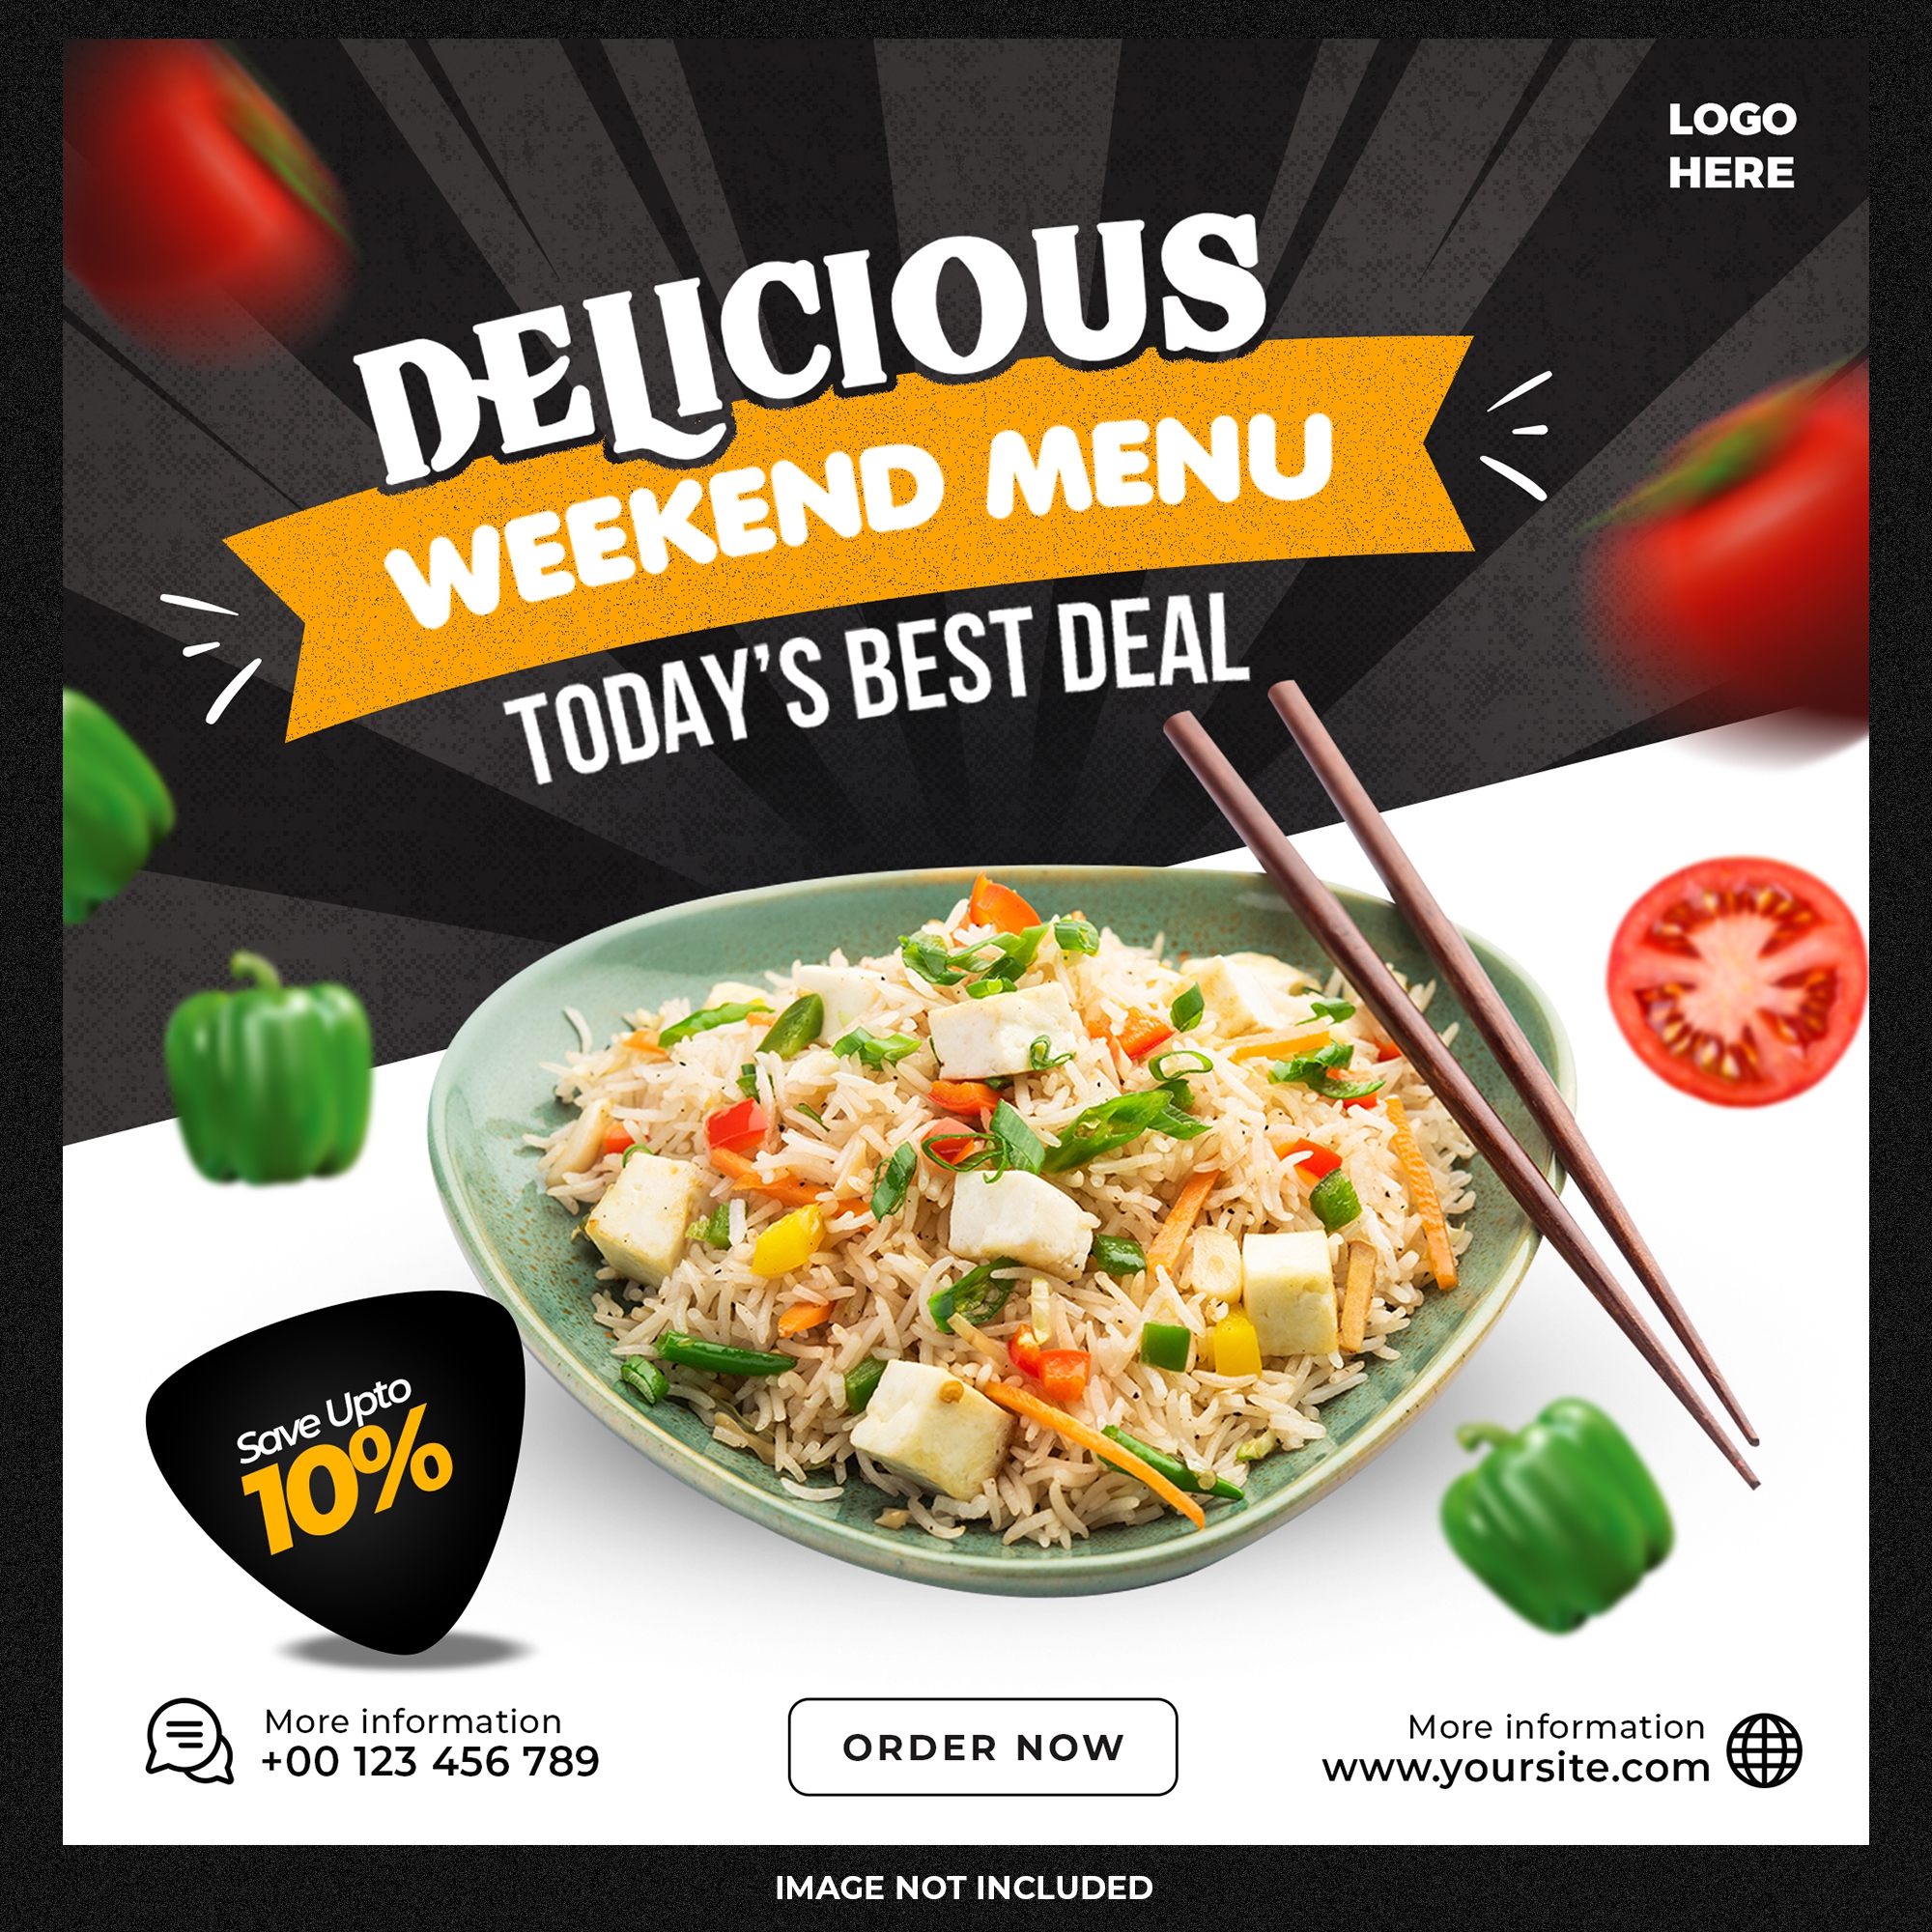 LOGO
HERE
DELICIOUS
WEEKEND MENU
TODAY'S BEST DEAL
Save Upto
10%
More information
+00 123 456 789
ORDER NOW
More information
www.yoursite.com
IMAGE NOT INCLUDED